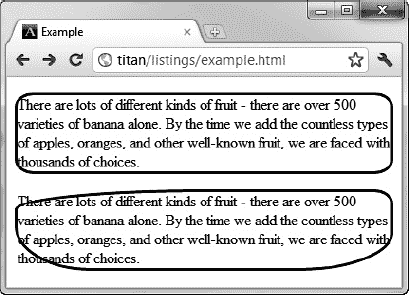 Example
titan/listings/example.html
There are lots of different kinds of fruit - there are over 500
varieties of banana alone. By the time we add the countless types
of apples, oranges, and other well-known fruit, we are faced with
thousands of choices.
There are lots of different kinds of fruit - there are over 500
varieties of banana alone. By the time we add the countless types
of apples, oranges, and other well-known fruit, we are faced with
thousands of choices.